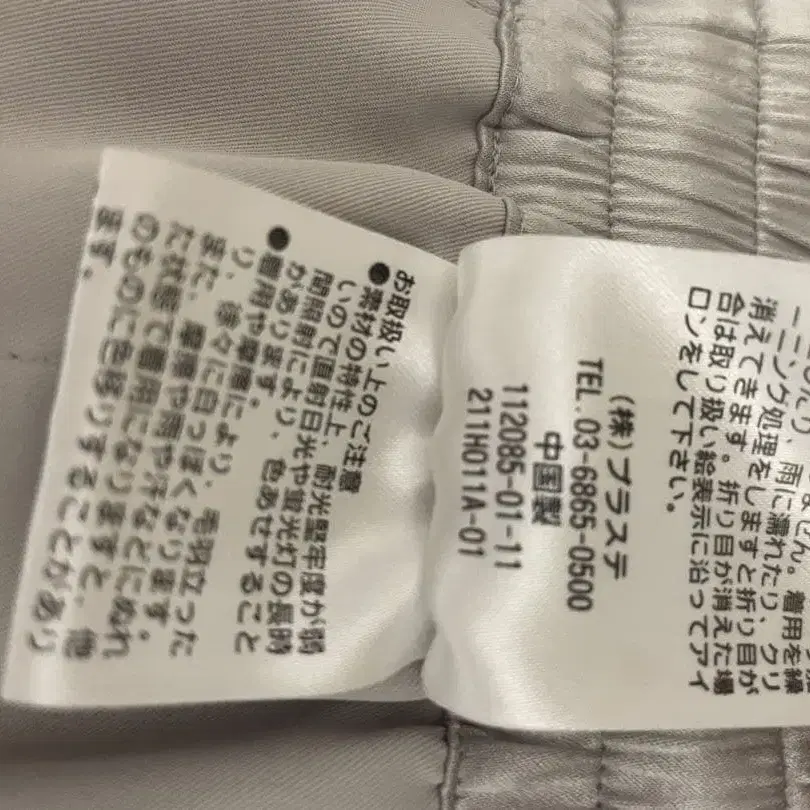 ません。着用を繰
り、雨に濡れたり、クリ
ーニング処理をしますと折り目が
消えてきます。折り目が消えた場
合は取り扱い絵表示に沿ってアイ
ロンをして下さい。
(株)プラステ
TEL.03-6865-0500
中国製
112085-01-11
211H011A-01
お取扱い上のご注意
●素材の特性上、耐光堅牢度が弱
いので直射日光や蛍光灯の長時
間照射により、色あせすること
があります。
●着用や摩擦により、毛羽立った
り、徐々に白っぽくなります。
また、摩擦や雨や汗などにぬれ
た状態で着用になりますと、他
のものに色移りすることがあり
ます。